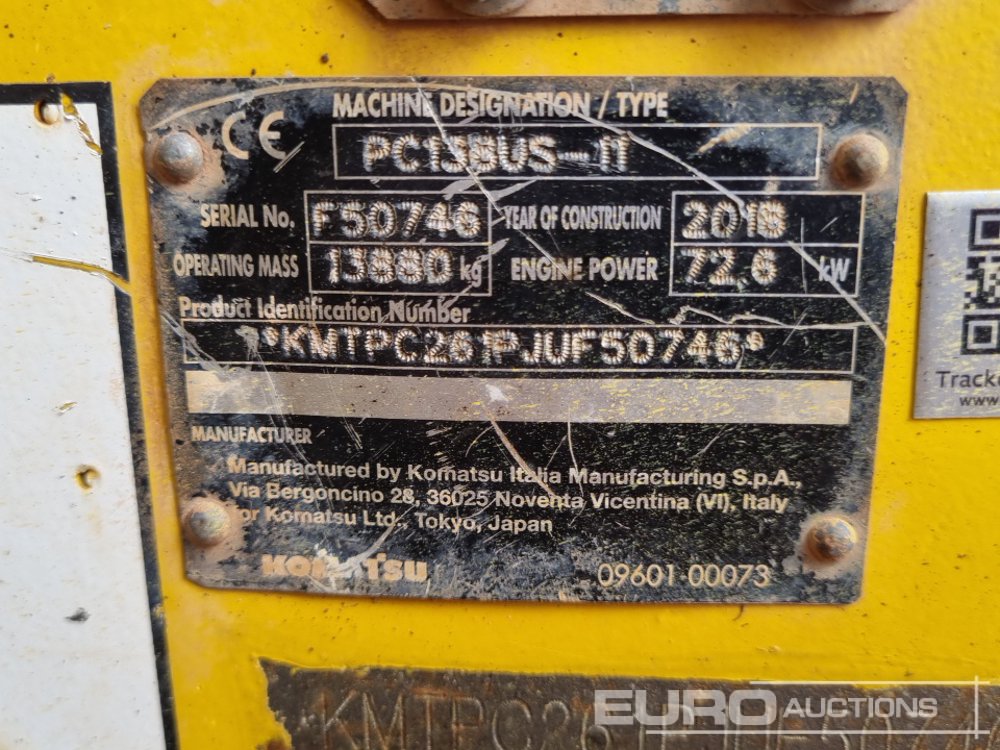 CE
MACHINE DESIGNATION / TYPE
PC138US-11
SERIAL No. F50746 YEAR OF CONSTRUCTION 2018
OPERATING MASS 13880 kg ENGINE POWER 72.6 kW
Product Identification Number
*KMTPC261PJUF50746*
MANUFACTURER
Manufactured by Komatsu Italia Manufacturing S.p.A.,
Via Bergoncino 28, 36025 Noventa Vicentina (VI), Italy
for Komatsu Ltd., Tokyo, Japan
KOMATSU
09601 00073
www.
EURO AUCTIONS